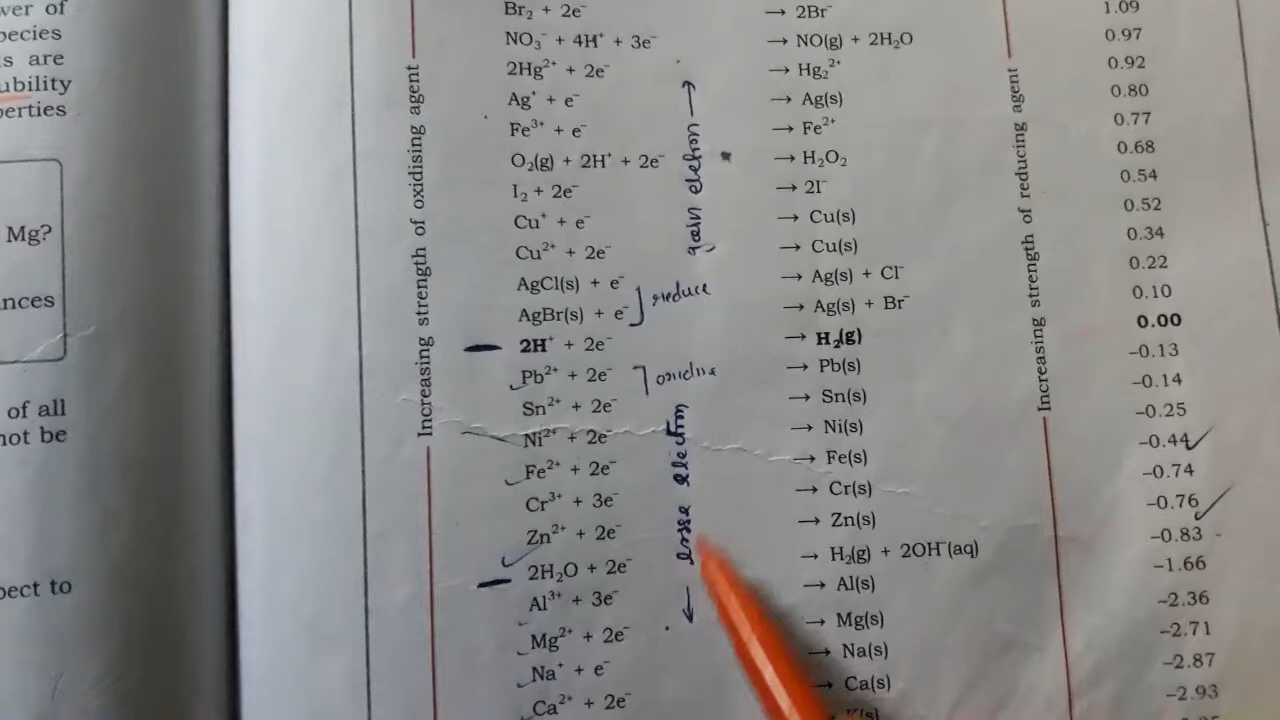 wer of
pecies
s are
ubility
perties
Mg?
nces
of all
not be
pect to
Increasing strength of oxidising agent
Br₂ + 2e⁻ → 2Br⁻ 1.09
NO₃⁻ + 4H⁺ + 3e⁻ → NO(g) + 2H₂O 0.97
2Hg²⁺ + 2e⁻ → Hg₂²⁺ 0.92
Ag⁺ + e⁻ → Ag(s) 0.80
Fe³⁺ + e⁻ → Fe²⁺ 0.77
O₂(g) + 2H⁺ + 2e⁻ → H₂O₂ 0.68
I₂ + 2e⁻ → 2I⁻ 0.54
Cu⁺ + e⁻ → Cu(s) 0.52
Cu²⁺ + 2e⁻ → Cu(s) 0.34
AgCl(s) + e⁻ → Ag(s) + Cl⁻ 0.22
AgBr(s) + e⁻ → Ag(s) + Br⁻ 0.10
2H⁺ + 2e⁻ → H₂(g) 0.00
Pb²⁺ + 2e⁻ → Pb(s) –0.13
Sn²⁺ + 2e⁻ → Sn(s) –0.14
Ni²⁺ + 2e⁻ → Ni(s) –0.25
Fe²⁺ + 2e⁻ → Fe(s) –0.44
Cr³⁺ + 3e⁻ → Cr(s) –0.74
Zn²⁺ + 2e⁻ → Zn(s) –0.76
2H₂O + 2e⁻ → H₂(g) + 2OH⁻(aq) –0.83
Al³⁺ + 3e⁻ → Al(s) –1.66
Mg²⁺ + 2e⁻ → Mg(s) –2.36
Na⁺ + e⁻ → Na(s) –2.71
Ca²⁺ + 2e⁻ → Ca(s) –2.87
–2.93
gain eletron →
reduce
← losse electron
Increasing strength of reducing agent